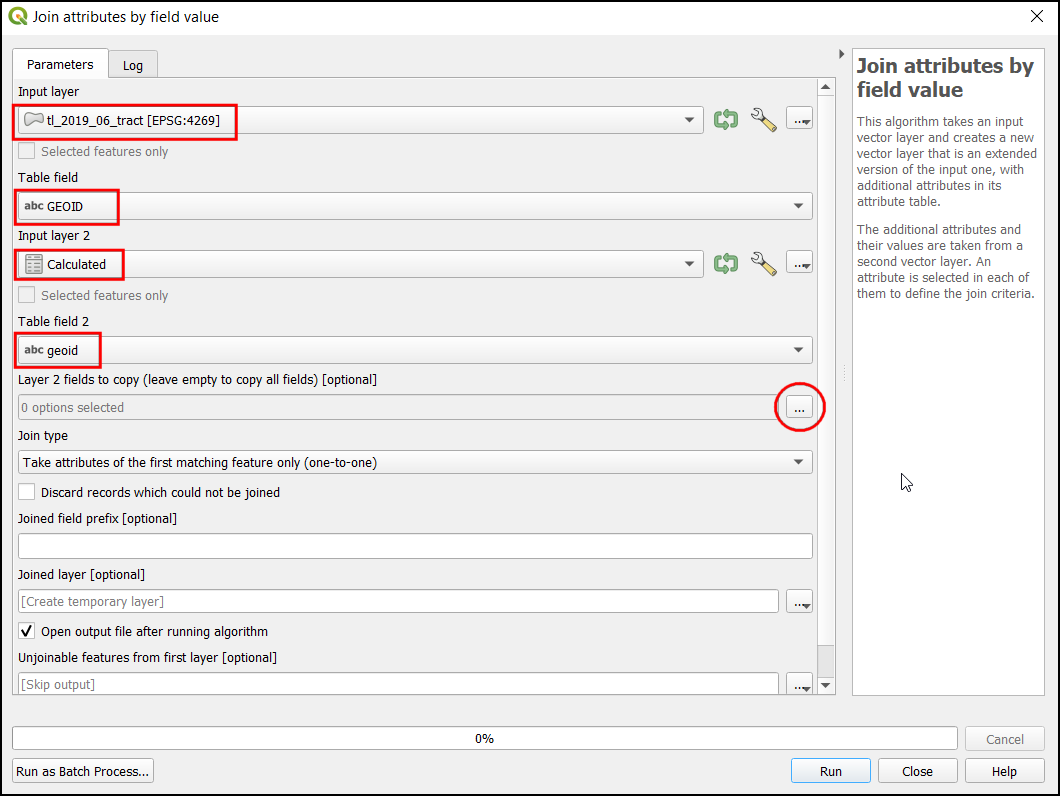 Join attributes by field value
Parameters
Log
Input layer
tl_2019_06_tract [EPSG:4269]
...
Selected features only
Table field
abc GEOID
Input layer 2
Calculated
...
Selected features only
Table field 2
abc geoid
Layer 2 fields to copy (leave empty to copy all fields) [optional]
0 options selected
...
Join type
Take attributes of the first matching feature only (one-to-one)
Discard records which could not be joined
Joined field prefix [optional]
Joined layer [optional]
[Create temporary layer]
...
Open output file after running algorithm
Unjoinable features from first layer [optional]
[Skip output]
...
Join attributes by
field value
This algorithm takes an input
vector layer and creates a new
vector layer that is an extended
version of the input one, with
additional attributes in its
attribute table.
The additional attributes and
their values are taken from a
second vector layer. An
attribute is selected in each of
them to define the join criteria.
0%
Cancel
Run as Batch Process...
Run
Close
Help